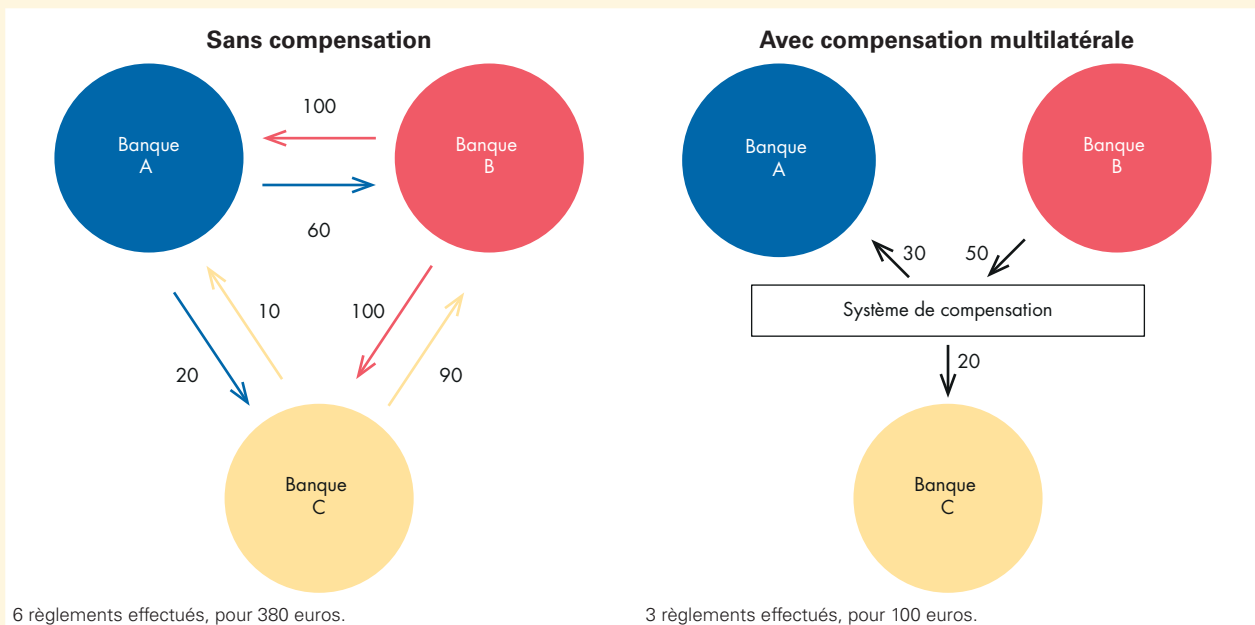 Sans compensation
100
Banque
A
Banque
B
60
10
100
20
90
Banque
C
6 règlements effectués, pour 380 euros.
Avec compensation multilatérale
Banque
A
Banque
B
30
50
Système de compensation
20
Banque
C
3 règlements effectués, pour 100 euros.